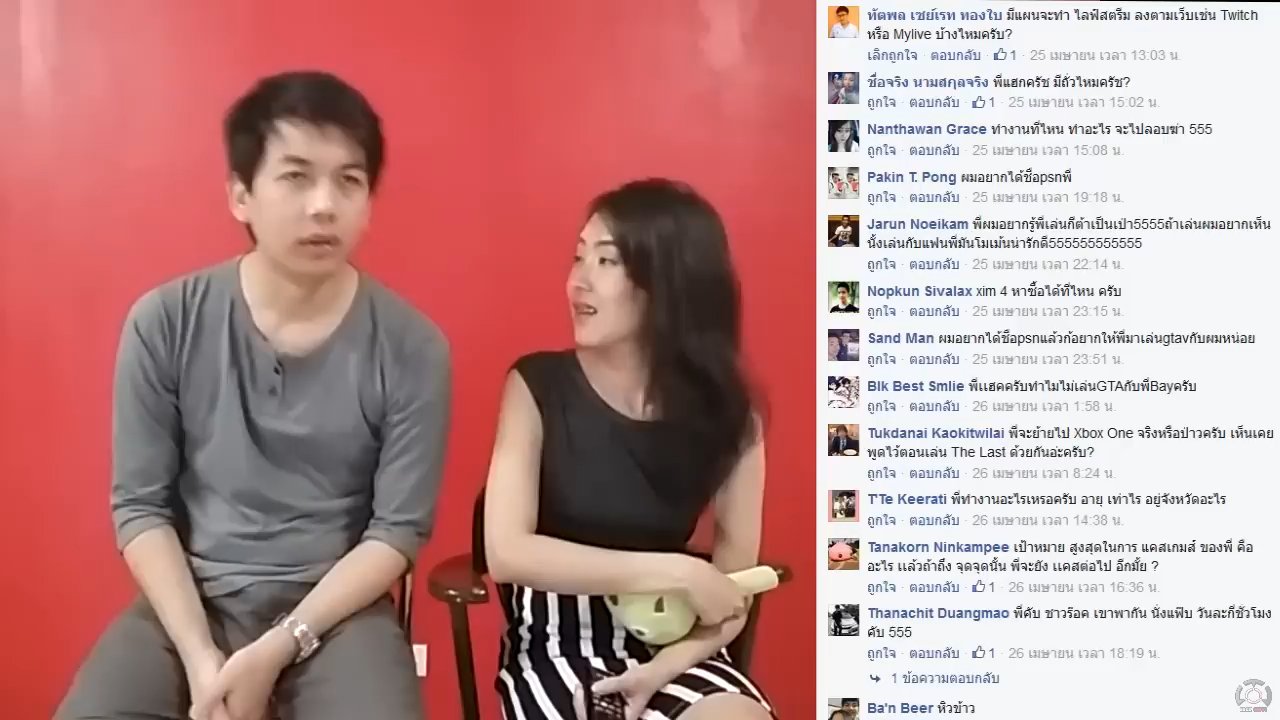 ทัดพล เซย์เรท ทองใบ มีแผนจะทำ ไลฟ์สตรีม ลงตามเว็บเช่น Twitch
หรือ Mylive บ้างไหมครับ?
เลิกถูกใจ · ตอบกลับ · 1 · 25 เมษายน เวลา 13:03 น.
ชื่อจริง นามสกุลจริง พี่แฮกครัช มีถั่วไหมครัช?
ถูกใจ · ตอบกลับ · 1 · 25 เมษายน เวลา 15:02 น.
Nanthawan Grace ทำงานที่ไหน ทำอะไร จะไปลอบฆ่า 555
ถูกใจ · ตอบกลับ · 25 เมษายน เวลา 15:08 น.
Pakin T. Pong ผมอยากได้ชื่อpsnพี่
ถูกใจ · ตอบกลับ · 25 เมษายน เวลา 19:18 น.
Jarun Noeikam พี่ผมอยากรู้พี่เล่นก็ต้าเป็นเป่า5555ถ้าเล่นผมอยากเห็น
นั้งเล่นกับแฟนพี่มันโมเม้นน่ารักดี555555555555
ถูกใจ · ตอบกลับ · 25 เมษายน เวลา 22:14 น.
Nopkun Sivalax xim 4 หาซื้อได้ที่ไหน ครับ
ถูกใจ · ตอบกลับ · 25 เมษายน เวลา 23:15 น.
Sand Man ผมอยากได้ชื่อpsnแล้วก้อยากให้พี่มาเล่นgtavกับผมหน่อย
ถูกใจ · ตอบกลับ · 25 เมษายน เวลา 23:51 น.
Blk Best Smlie พี่แฮคครับทำไมไม่เล่นGTAกับพี่Bayครับ
ถูกใจ · ตอบกลับ · 26 เมษายน เวลา 1:58 น.
Tukdanai Kaokitwilai พี่จะย้ายไป Xbox One จริงหรือป่าวครับ เห็นเคย
พูดไว้ตอนเล่น The Last ด้วยกันอ่ะครับ?
ถูกใจ · ตอบกลับ · 26 เมษายน เวลา 8:24 น.
T'Te Keerati พี่ทำงานอะไรเหรอครับ อายุ เท่าไร อยู่จังหวัดอะไร
ถูกใจ · ตอบกลับ · 26 เมษายน เวลา 14:38 น.
Tanakorn Ninkampee เป้าหมาย สูงสุดในการ แคสเกมส์ ของพี่ คือ
อะไร แล้วถ้าถึง จุดจุดนั้น พี่จะยัง แคสต่อไป อีกมั้ย ?
ถูกใจ · ตอบกลับ · 1 · 26 เมษายน เวลา 16:36 น.
Thanachit Duangmao พี่คับ ชาวร๊อค เขาพากัน นั่งแฟ๊บ วันละกี่ชั่วโมง
คับ 555
ถูกใจ · ตอบกลับ · 1 · 26 เมษายน เวลา 18:19 น.
1 ข้อความตอบกลับ
Ba'n Beer หิวข้าว